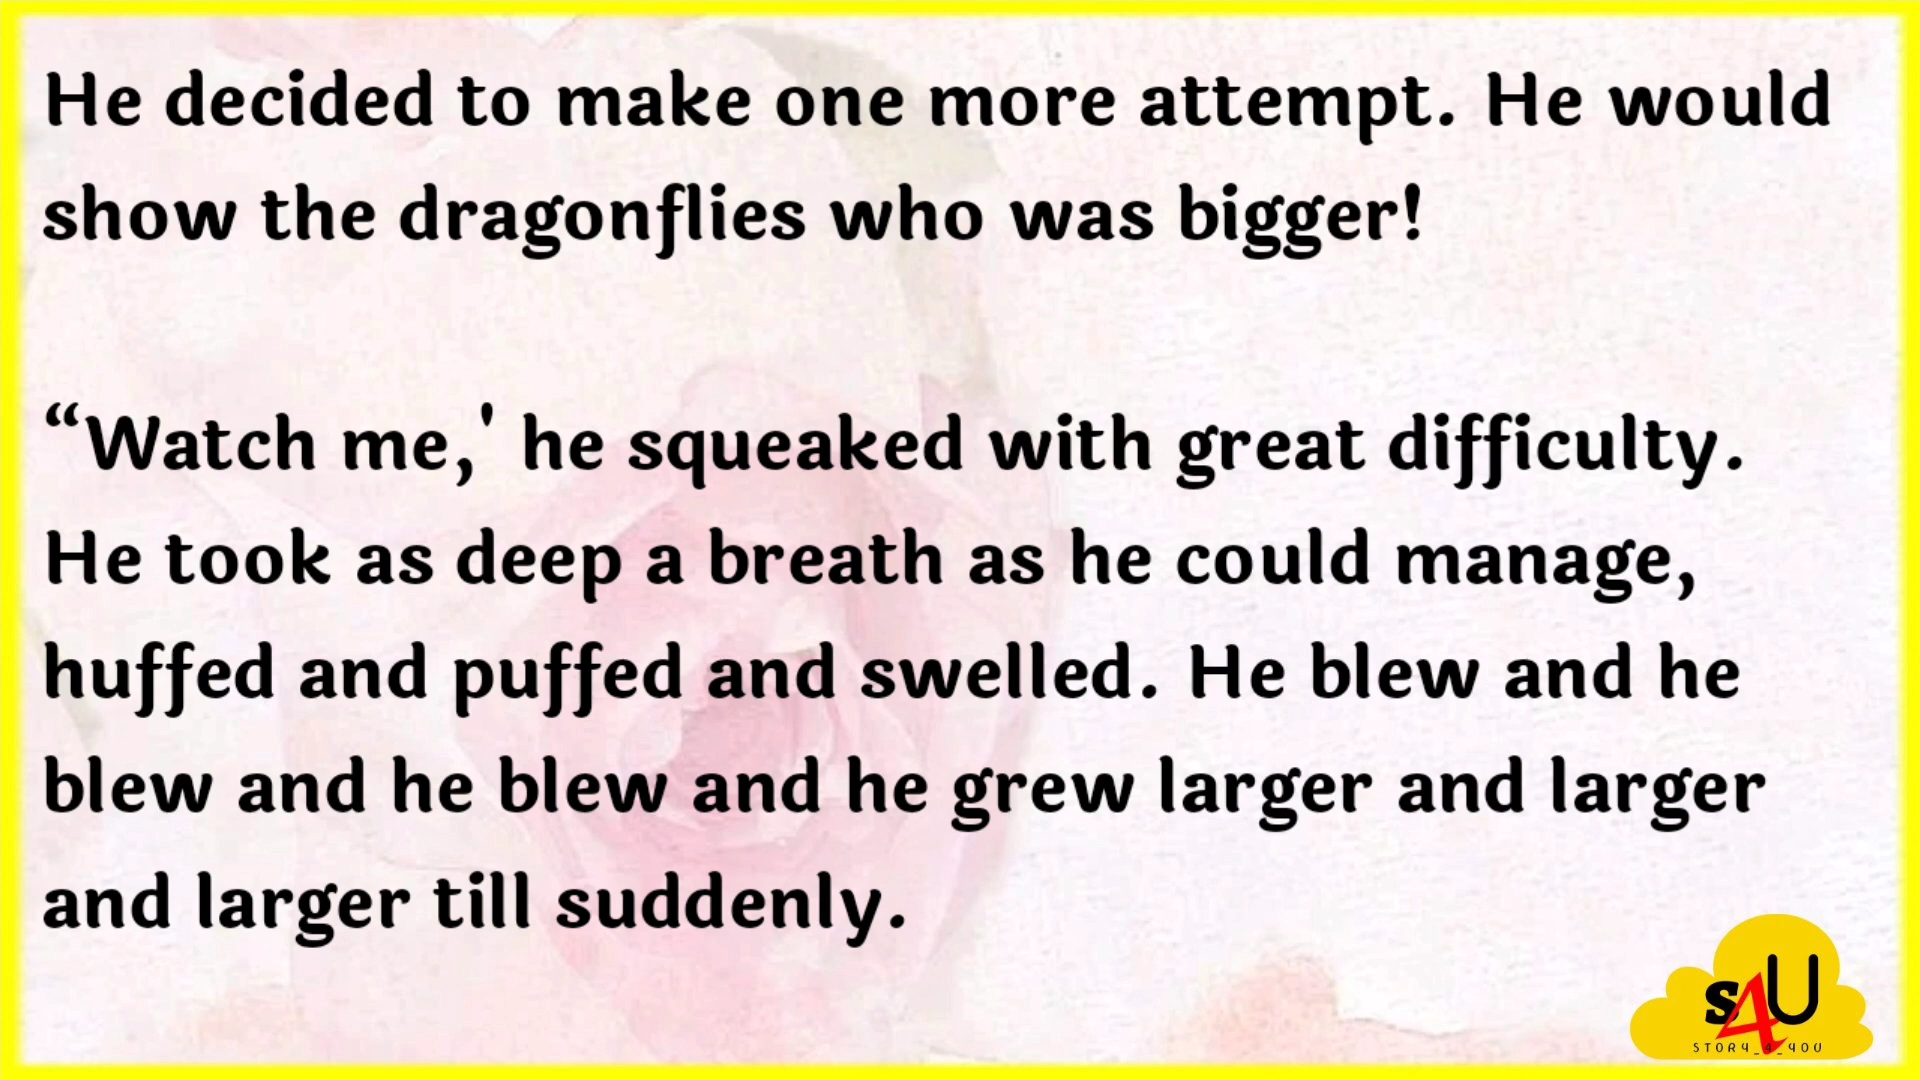 He decided to make one more attempt. He would
show the dragonflies who was bigger!
“Watch me,' he squeaked with great difficulty.
He took as deep a breath as he could manage,
huffed and puffed and swelled. He blew and he
blew and he blew and he grew larger and larger
and larger till suddenly.
S4U
STORY_4_YOU